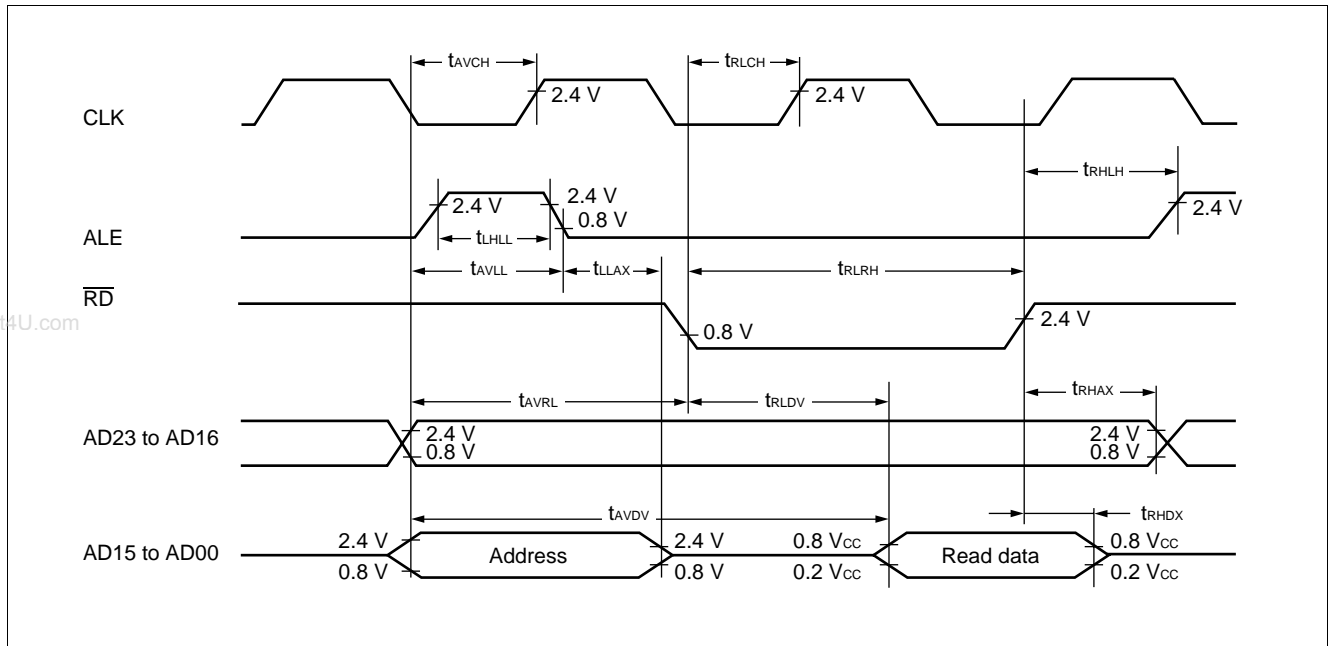 tAVCH
tRLCH
CLK
2.4 V
2.4 V
tRHLH
ALE
2.4 V
2.4 V
0.8 V
2.4 V
tLHLL
tAVLL
tLLAX
tRLRH
RD
t4U.com
0.8 V
2.4 V
tAVRL
tRLDV
tRHAX
AD23 to AD16
2.4 V
0.8 V
2.4 V
0.8 V
tAVDV
tRHDX
AD15 to AD00
2.4 V
0.8 V
Address
2.4 V
0.8 V
0.8 VCC
0.2 VCC
Read data
0.8 VCC
0.2 VCC